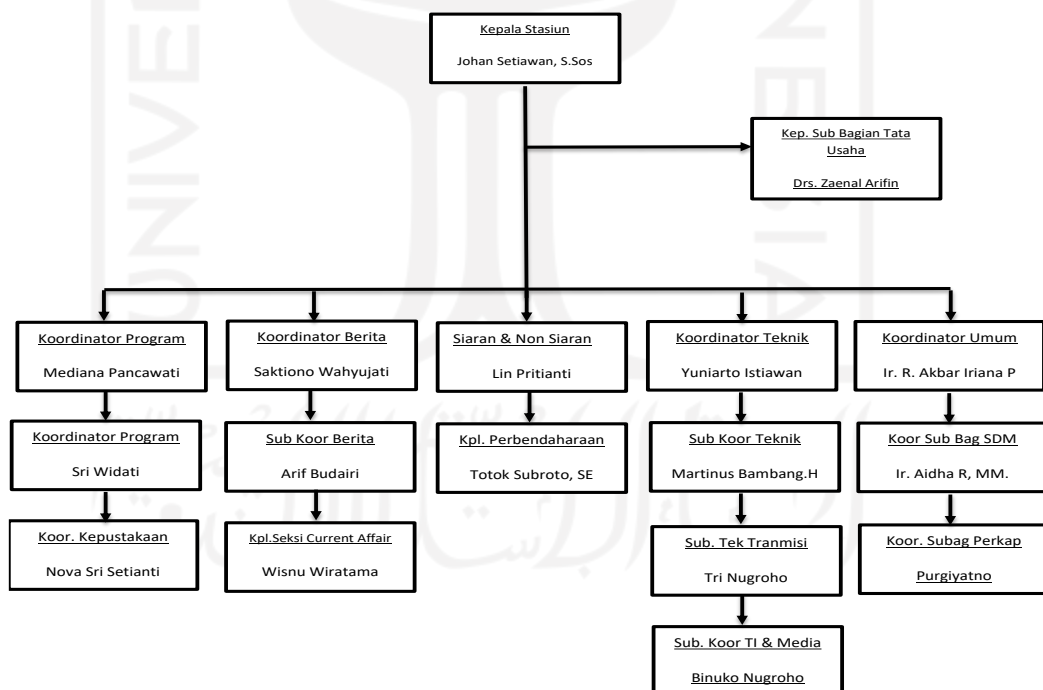 Kepala Stasiun
Johan Setiawan, S.Sos
Kep. Sub Bagian Tata
Usaha
Drs. Zaenal Arifin
Koordinator Program
Mediana Pancawati
Koordinator Berita
Saktiono Wahyujati
Siaran & Non Siaran
Lin Pritianti
Koordinator Teknik
Yuniarto Istiawan
Koordinator Umum
Ir. R. Akbar Iriana P
Koordinator Program
Sri Widati
Sub Koor Berita
Arif Budairi
Kpl. Perbendaharaan
Totok Subroto, SE
Sub Koor Teknik
Martinus Bambang.H
Koor Sub Bag SDM
Ir. Aidha R, MM.
Koor. Kepustakaan
Nova Sri Setianti
Kpl.Seksi Current Affair
Wisnu Wiratama
Sub. Tek Tranmisi
Tri Nugroho
Koor. Subag Perkap
Purgiyatno
Sub. Koor TI & Media
Binuko Nugroho